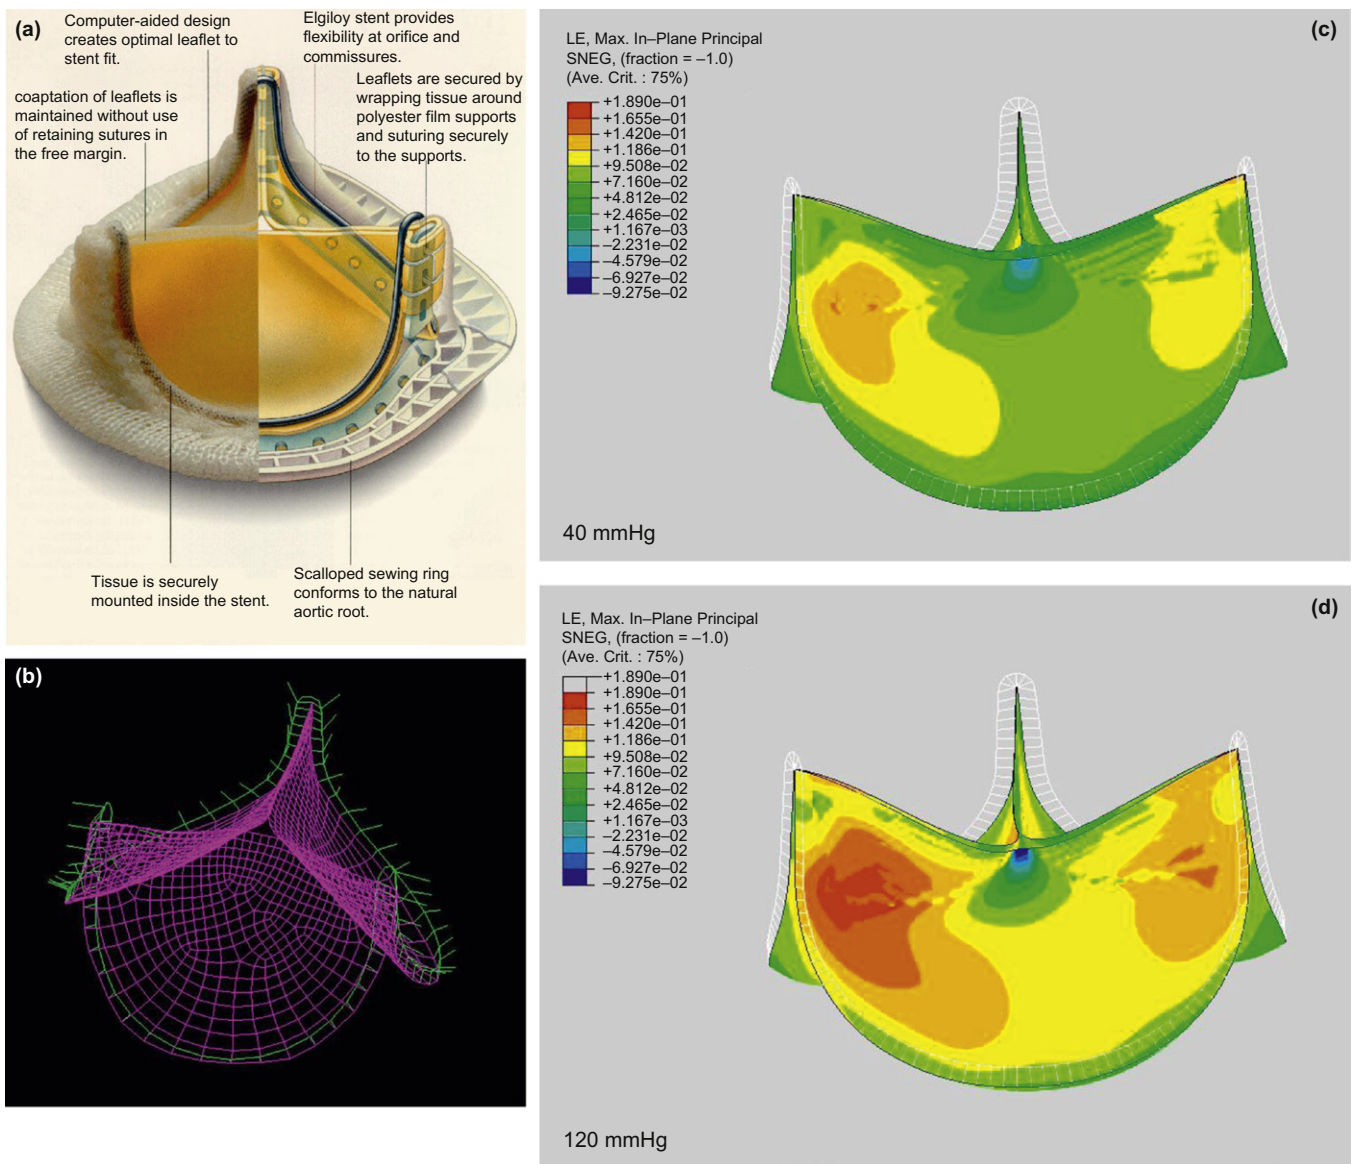 (a)
Computer-aided design
creates optimal leaflet to
stent fit.
Elgiloy stent provides
flexibility at orifice and
commissures.
coaptation of leaflets is
maintained without use
of retaining sutures in
the free margin.
Leaflets are secured by
wrapping tissue around
polyester film supports
and suturing securely
to the supports.
Tissue is securely
mounted inside the stent.
Scalloped sewing ring
conforms to the natural
aortic root.
(b)
(c)
LE, Max. In–Plane Principal
SNEG, (fraction = –1.0)
(Ave. Crit. : 75%)
+1.890e–01
+1.655e–01
+1.420e–01
+1.186e–01
+9.508e–02
+7.160e–02
+4.812e–02
+2.465e–02
+1.167e–03
–2.231e–02
–4.579e–02
–6.927e–02
–9.275e–02
40 mmHg
(d)
LE, Max. In–Plane Principal
SNEG, (fraction = –1.0)
(Ave. Crit. : 75%)
+1.890e–01
+1.890e–01
+1.655e–01
+1.420e–01
+1.186e–01
+9.508e–02
+7.160e–02
+4.812e–02
+2.465e–02
+1.167e–03
–2.231e–02
–4.579e–02
–6.927e–02
–9.275e–02
120 mmHg